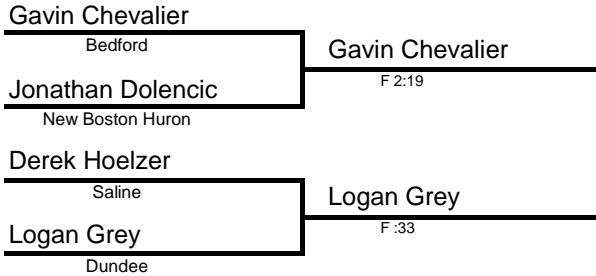 Gavin Chevalier
Bedford
Gavin Chevalier
F 2:19
Jonathan Dolencic
New Boston Huron
Derek Hoelzer
Saline
Logan Grey
F :33
Logan Grey
Dundee